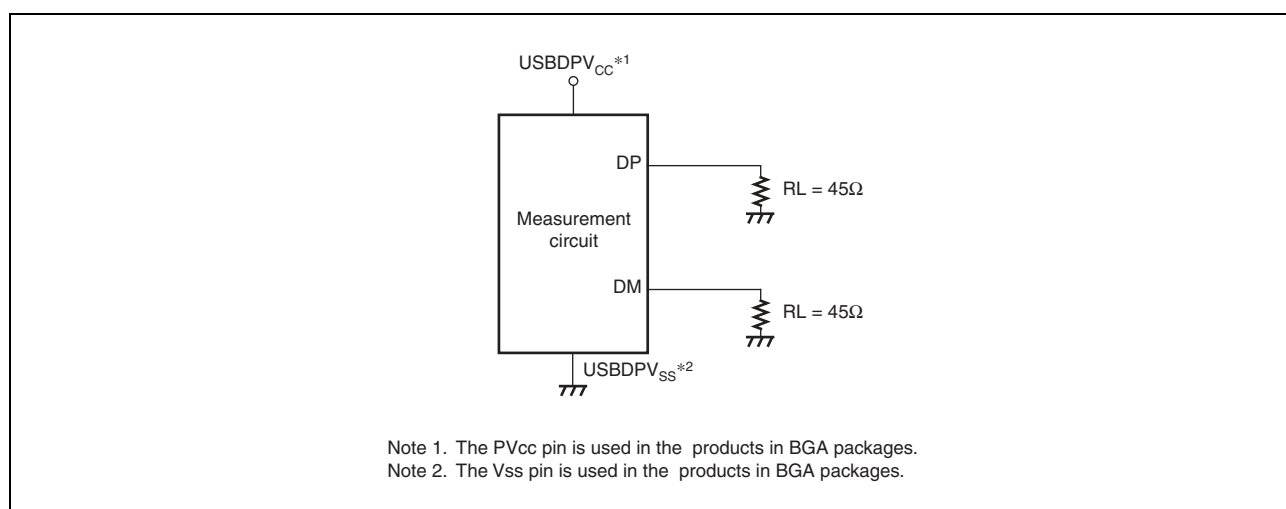 USBDPVCC*1
DP
RL = 45Ω
Measurement
circuit
DM
RL = 45Ω
USBDPVSS*2
Note 1. The PVcc pin is used in the products in BGA packages.
Note 2. The Vss pin is used in the products in BGA packages.